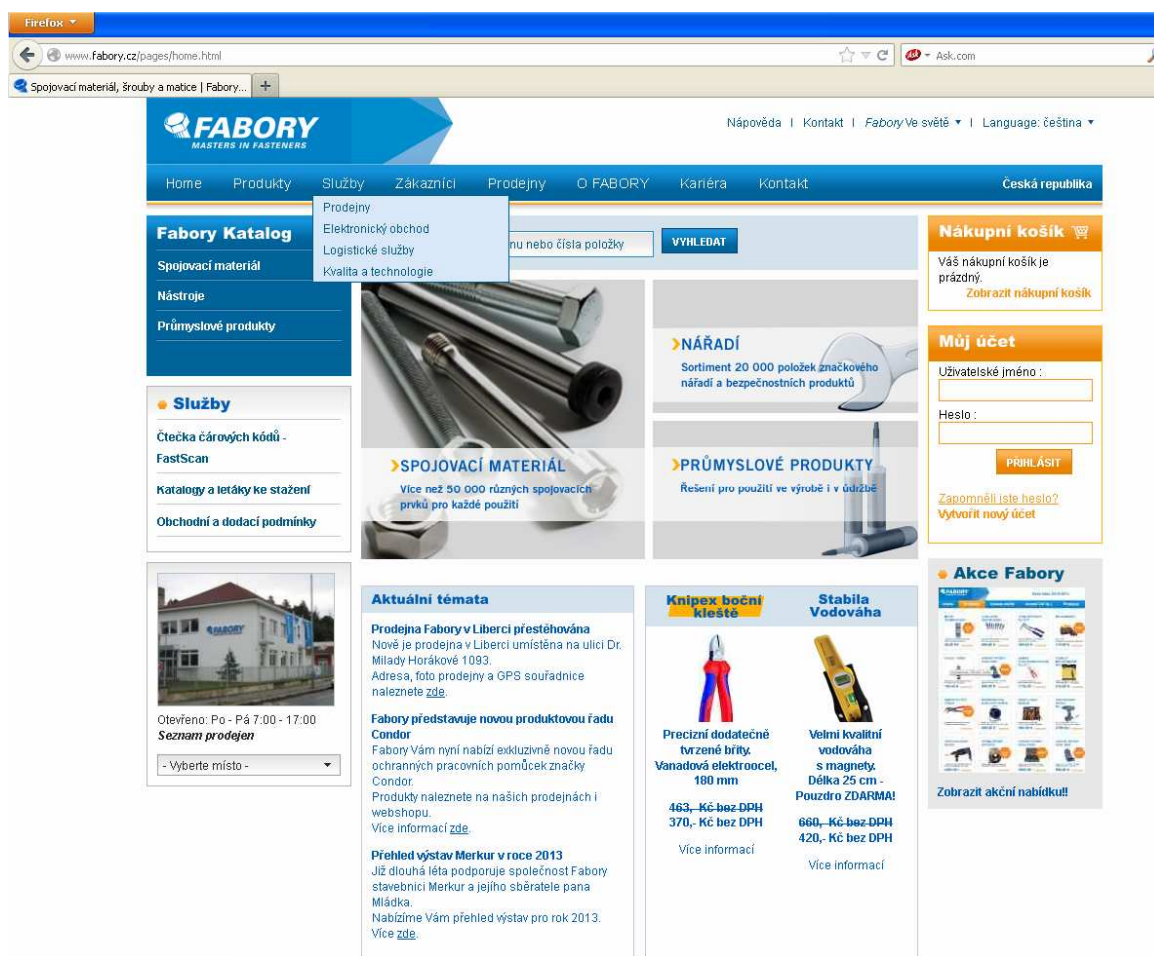 Firefox
www.fabory.cz/pages/home.html
Ask.com
Spojovací materiál, šrouby a matice | Fabory...
FABORY
MASTERS IN FASTENERS
Nápověda | Kontakt | Fabory Ve světě | Language: čeština
Home Produkty Služby Zákazníci Prodejny O FABORY Kariéra Kontakt Česká republika
Prodejny
Elektronický obchod
Logistické služby
Kvalita a technologie
Fabory Katalog
Spojovací materiál
Nástroje
Průmyslové produkty
nu nebo čísla položky
VYHLEDAT
Nákupní košík
Váš nákupní košík je
prázdný.
Zobrazit nákupní košík
NÁŘADÍ
Sortiment 20 000 položek značkového
nářadí a bezpečnostních produktů
Můj účet
Uživatelské jméno :
Heslo :
PŘIHLÁSIT
Zapomněli jste heslo?
Vytvořit nový účet
Služby
Čtečka čárových kódů -
FastScan
Katalogy a letáky ke stažení
Obchodní a dodací podmínky
SPOJOVACÍ MATERIÁL
Více než 50 000 různých spojovacích
prvků pro každé použití
PRŮMYSLOVÉ PRODUKTY
Řešení pro použití ve výrobě i v údržbě
FABORY
Otevřeno: Po - Pá 7:00 - 17:00
Seznam prodejen
- Vyberte místo -
Aktuální témata
Prodejna Fabory v Liberci přestěhována
Nově je prodejna v Liberci umístěna na ulici Dr.
Milady Horákové 1093.
Adresa, foto prodejny a GPS souřadnice
naleznete zde.
Fabory představuje novou produktovou řadu
Condor
Fabory Vám nyní nabízí exkluzivně novou řadu
ochranných pracovních pomůcek značky
Condor.
Produkty naleznete na našich prodejnách i
webshopu.
Více informací zde.
Přehled výstav Merkur v roce 2013
Již dlouhá léta podporuje společnost Fabory
stavebnici Merkur a jejího sběratele pana
Mládka.
Nabízíme Vám přehled výstav pro rok 2013.
Více zde.
Knipex boční
kleště
Precizní dodatečně
tvrzené břity.
Vanadová elektroocel,
180 mm
463,- Kč bez DPH
370,- Kč bez DPH
Více informací
Stabila
Vodováha
Velmi kvalitní
vodováha
s magnety.
Délka 25 cm -
Pouzdro ZDARMA!
660,- Kč bez DPH
420,- Kč bez DPH
Více informací
Akce Fabory
FABORY
Zobrazit akční nabídku!!